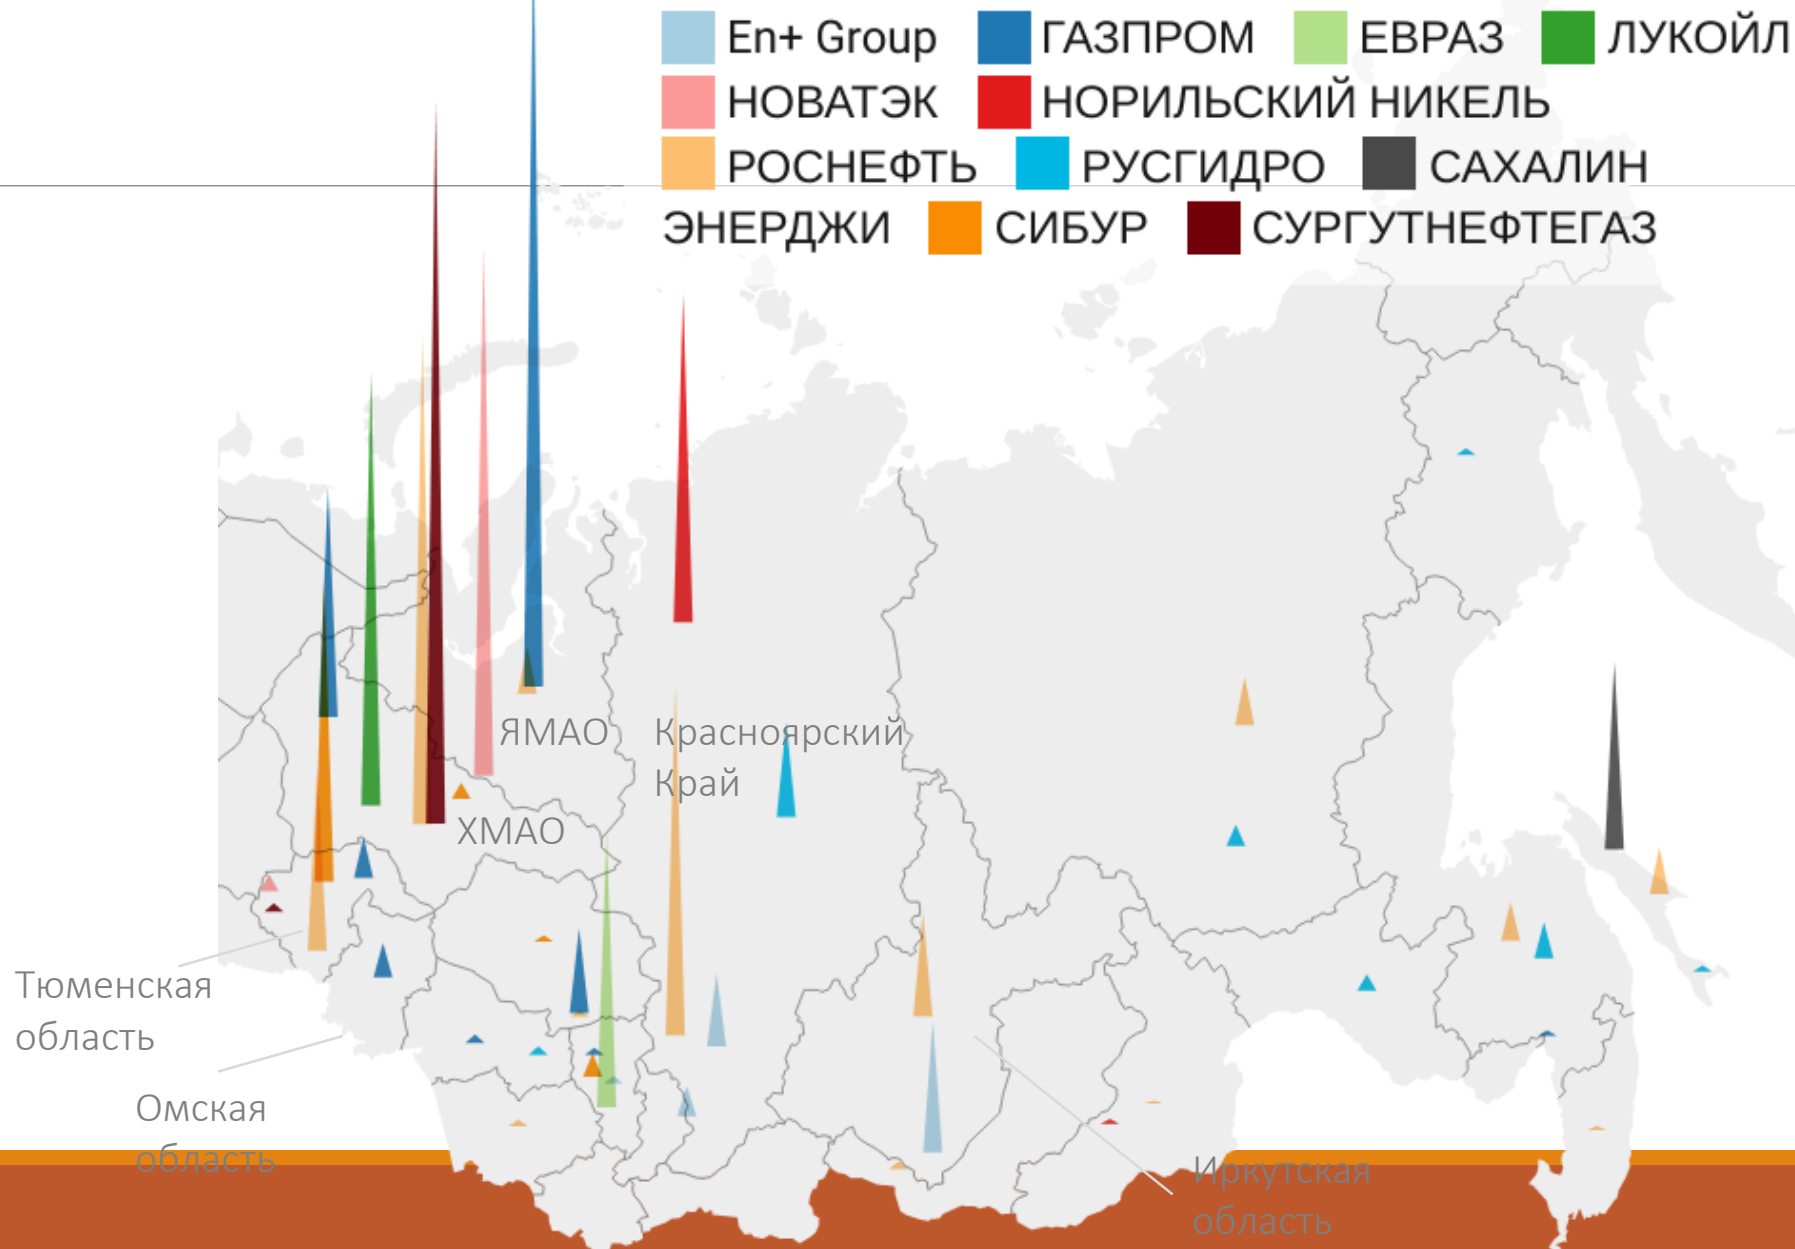 En+ Group ГАЗПРОМ ЕВРАЗ ЛУКОЙЛ
НОВАТЭК НОРИЛЬСКИЙ НИКЕЛЬ
РОСНЕФТЬ РУСГИДРО САХАЛИН
ЭНЕРДЖИ СИБУР СУРГУТНЕФТЕГАЗ
ЯМАО
Красноярский
Край
ХМАО
Тюменская
область
Омская
область
Иркутская
область